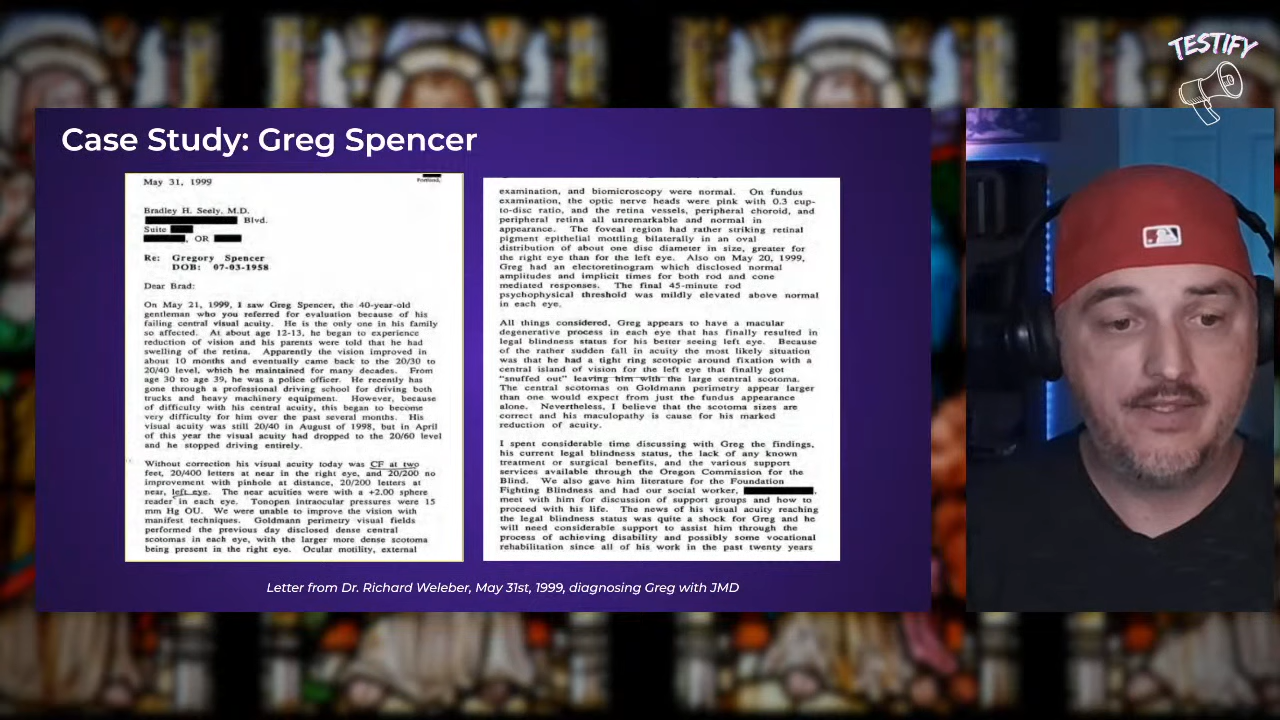 TESTIFY
Case Study: Greg Spencer
May 31, 1999
Portland,
Bradley H. Seely, M.D.
Blvd.
Suite
, OR
Re: Gregory Spencer
DOB: 07-03-1958
Dear Brad:
On May 21, 1999, I saw Greg Spencer, the 40-year-old
gentleman who you referred for evaluation because of his
failing central visual acuity. He is the only one in his family
so affected. At about age 12-13, he began to experience
reduction of vision and his parents were told that he had
swelling of the retina. Apparently the vision improved in
about 10 months and eventually came back to the 20/30 to
20/40 level, which he maintained for many decades. From
age 30 to age 39, he was a police officer. He recently has
gone through a professional driving school for driving both
trucks and heavy machinery equipment. However, because
of difficulty with his central acuity, this began to become
very difficulty for him over the past several months. His
visual acuity was still 20/40 in August of 1998, but in April
of this year the visual acuity had dropped to the 20/60 level
and he stopped driving entirely.
Without correction his visual acuity today was CF at two
feet, 20/400 letters at near in the right eye, and 20/200 no
improvement with pinhole at distance, 20/200 letters at
near, left eye. The near acuities were with a +2.00 sphere
reader in each eye. Tonopen intraocular pressures were 15
mm Hg OU. We were unable to improve the vision with
manifest techniques. Goldmann perimetry visual fields
performed the previous day disclosed dense central
scotomas in each eye, with the larger more dense scotoma
being present in the right eye. Ocular motility, external
examination, and biomicroscopy were normal. On fundus
examination, the optic nerve heads were pink with 0.3 cup-
to-disc ratio, and the retina vessels, peripheral choroid, and
peripheral retina all unremarkable and normal in
appearance. The foveal region had rather striking retinal
pigment epithelial mottling bilaterally in an oval
distribution of about one disc diameter in size, greater for
the right eye than for the left eye. Also on May 20, 1999,
Greg had an electoretinogram which disclosed normal
amplitudes and implicit times for both rod and cone
mediated responses. The final 45-minute rod
psychophysical threshold was mildly elevated above normal
in each eye.
All things considered, Greg appears to have a macular
degenerative process in each eye that has finally resulted in
legal blindness status for his better seeing left eye. Because
of the rather sudden fall in acuity the most likely situation
was that he had a tight ring scotopic around fixation with a
central island of vision for the left eye that finally got
"snuffed out" leaving him with the large central scotoma.
The central scotomas on Goldmann perimetry appear larger
than one would expect from just the fundus appearance
alone. Nevertheless, I believe that the scotoma sizes are
correct and his maculopathy is cause for his marked
reduction of acuity.
I spent considerable time discussing with Greg the findings,
his current legal blindness status, the lack of any known
treatment or surgical benefits, and the various support
services available through the Oregon Commission for the
Blind. We also gave him literature for the Foundation
Fighting Blindness and had our social worker, ,
meet with him for discussion of support groups and how to
proceed with his life. The news of his visual acuity reaching
the legal blindness status was quite a shock for Greg and he
will need considerable support to assist him through the
process of achieving disability and possibly some vocational
rehabilitation since all of his work in the past twenty years
Letter from Dr. Richard Weleber, May 31st, 1999, diagnosing Greg with JMD